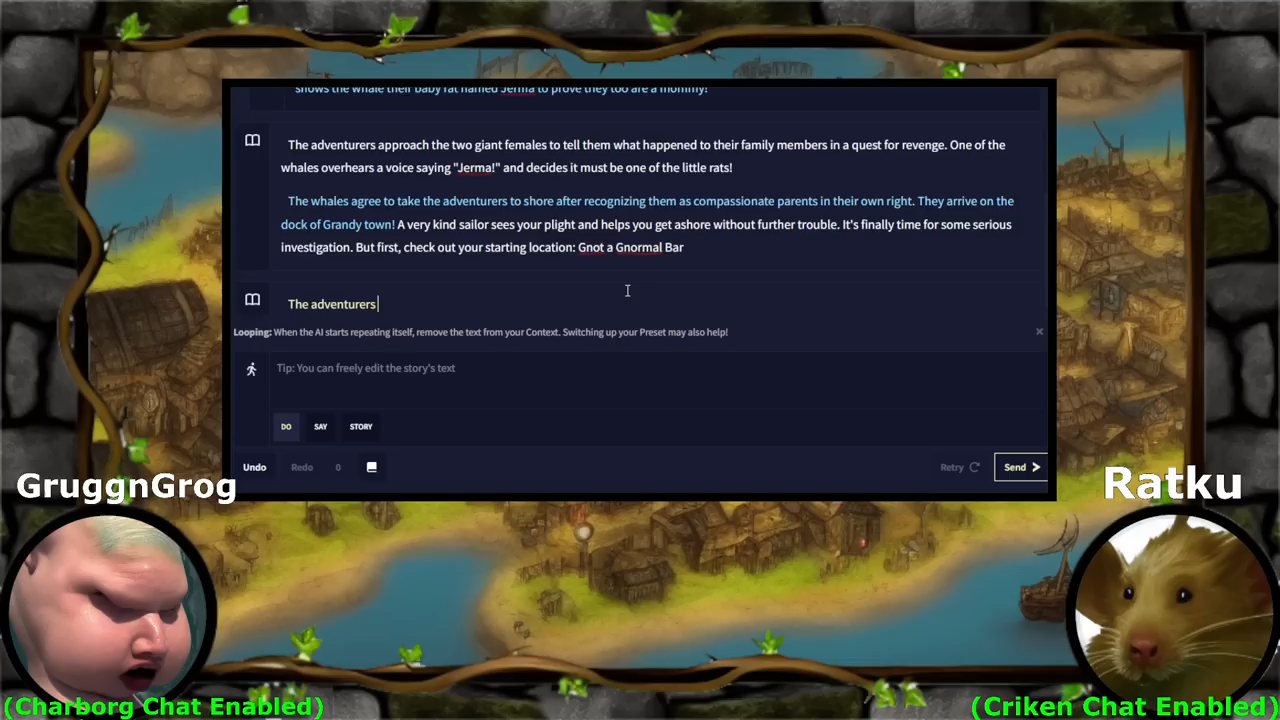 shows the whale their baby rat named Jerma to prove they too are a mommy!
The adventurers approach the two giant females to tell them what happened to their family members in a quest for revenge. One of the
whales overhears a voice saying "Jerma!" and decides it must be one of the little rats!
The whales agree to take the adventurers to shore after recognizing them as compassionate parents in their own right. They arrive on the
dock of Grandy town! A very kind sailor sees your plight and helps you get ashore without further trouble. It's finally time for some serious
investigation. But first, check out your starting location: Gnot a Gnormal Bar
The adventurers
Looping: When the AI starts repeating itself, remove the text from your Context. Switching up your Preset may also help!
Tip: You can freely edit the story's text
DO SAY STORY
Undo Redo 0 Retry Send
GruggnGrog
Ratku
(Charborg Chat Enabled)
(Criken Chat Enabled)